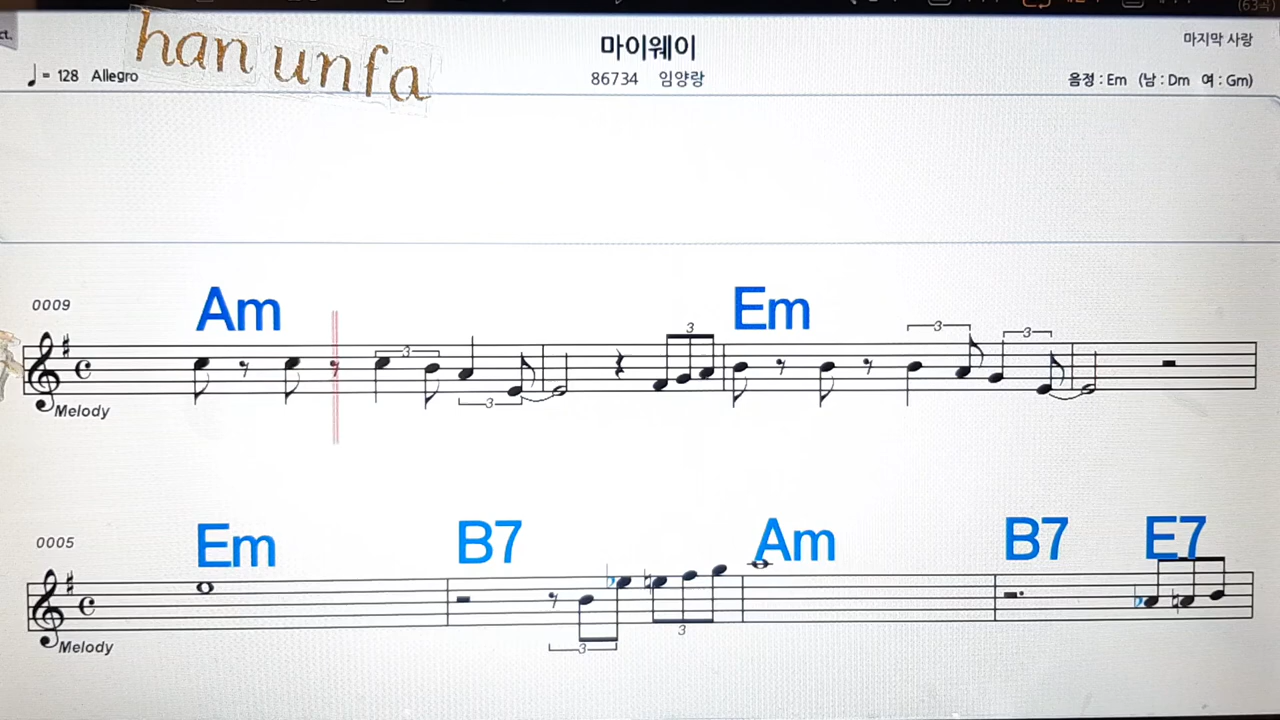 ct.
han unfa
마이웨이
마지막 사랑
♩ = 128 Allegro
86734 임양랑
음정 : Em (남 : Dm 여 : Gm)
0009
Am
Em
3
3
3
3
3
Melody
0005
Em
B7
Am
B7
E7
3
3
Melody